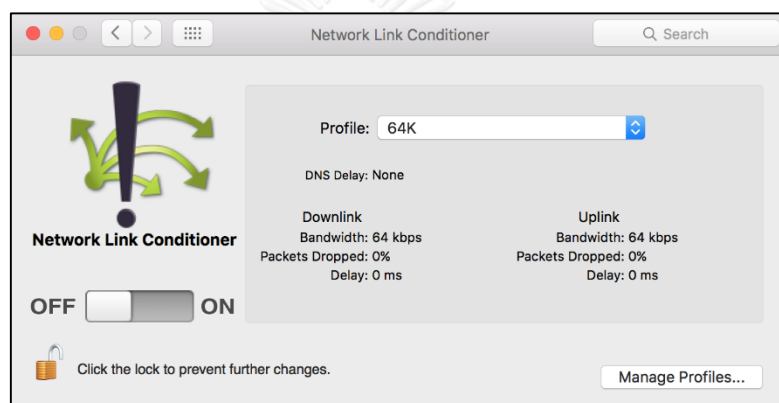 Network Link Conditioner
Search
Profile: 64K
DNS Delay: None
Downlink
Bandwidth: 64 kbps
Packets Dropped: 0%
Delay: 0 ms
Uplink
Bandwidth: 64 kbps
Packets Dropped: 0%
Delay: 0 ms
Network Link Conditioner
OFF ON
Click the lock to prevent further changes.
Manage Profiles...